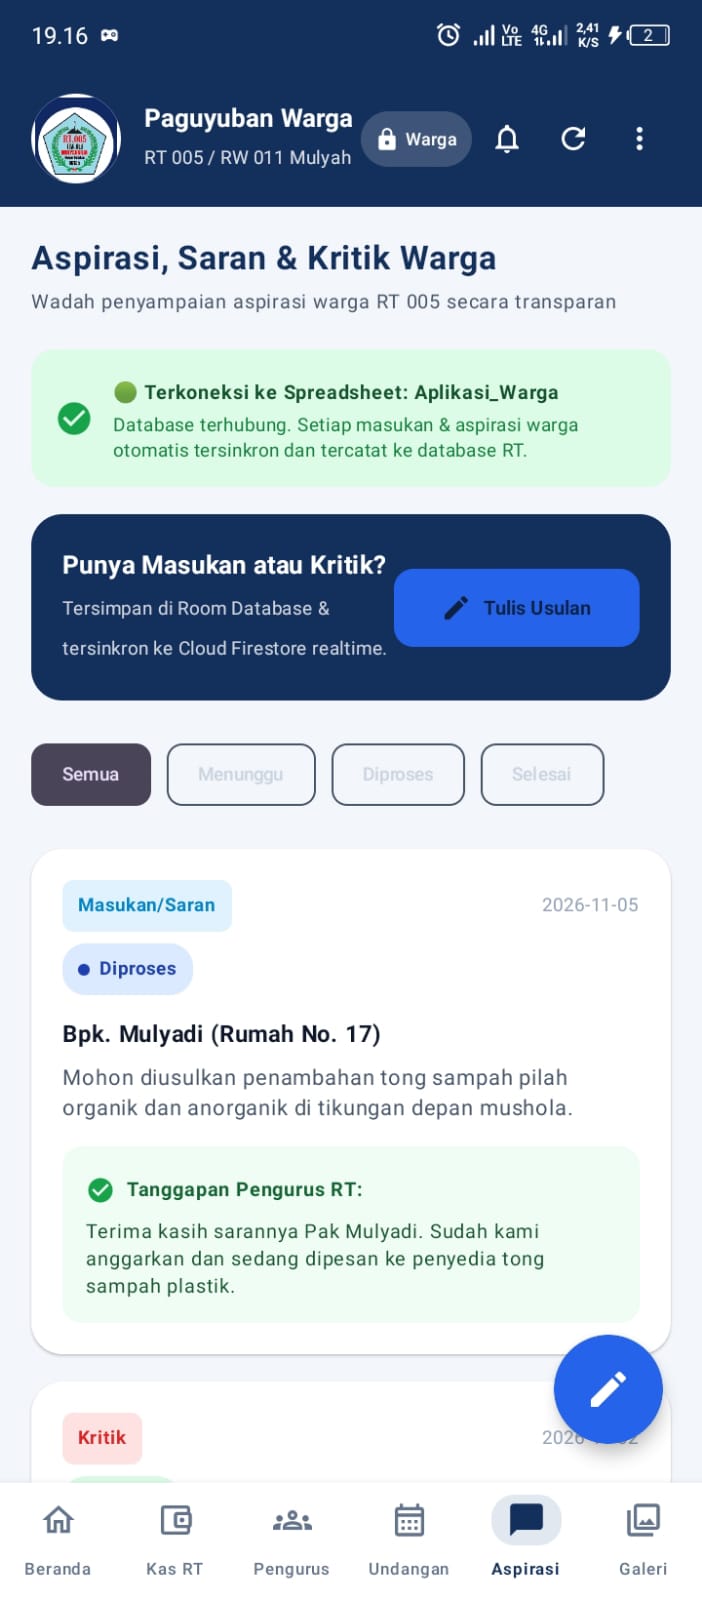 19.16
Vo LTE 4G 2,41 K/S 2
Paguyuban Warga
RT 005 / RW 011 Mulyah
Warga
RT.005
Aspirasi, Saran & Kritik Warga
Wadah penyampaian aspirasi warga RT 005 secara transparan
Terkoneksi ke Spreadsheet: Aplikasi_Warga
Database terhubung. Setiap masukan & aspirasi warga
otomatis tersinkron dan tercatat ke database RT.
Punya Masukan atau Kritik?
Tersimpan di Room Database &
tersinkron ke Cloud Firestore realtime.
Tulis Usulan
Semua Menunggu Diproses Selesai
Masukan/Saran 2026-11-05
Diproses
Bpk. Mulyadi (Rumah No. 17)
Mohon diusulkan penambahan tong sampah pilah
organik dan anorganik di tikungan depan mushola.
Tanggapan Pengurus RT:
Terima kasih sarannya Pak Mulyadi. Sudah kami
anggarkan dan sedang dipesan ke penyedia tong
sampah plastik.
Kritik
Beranda Kas RT Pengurus Undangan Aspirasi Galeri